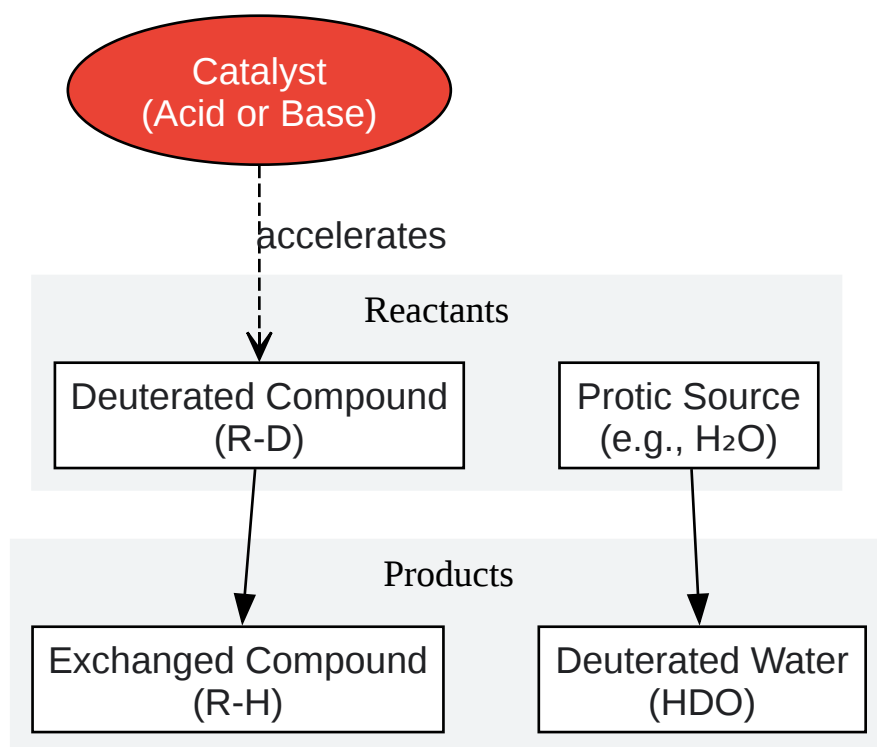 Catalyst
(Acid or Base)
accelerates
Reactants
Deuterated Compound
(R-D)
Protic Source
(e.g., H₂O)
Products
Exchanged Compound
(R-H)
Deuterated Water
(HDO)